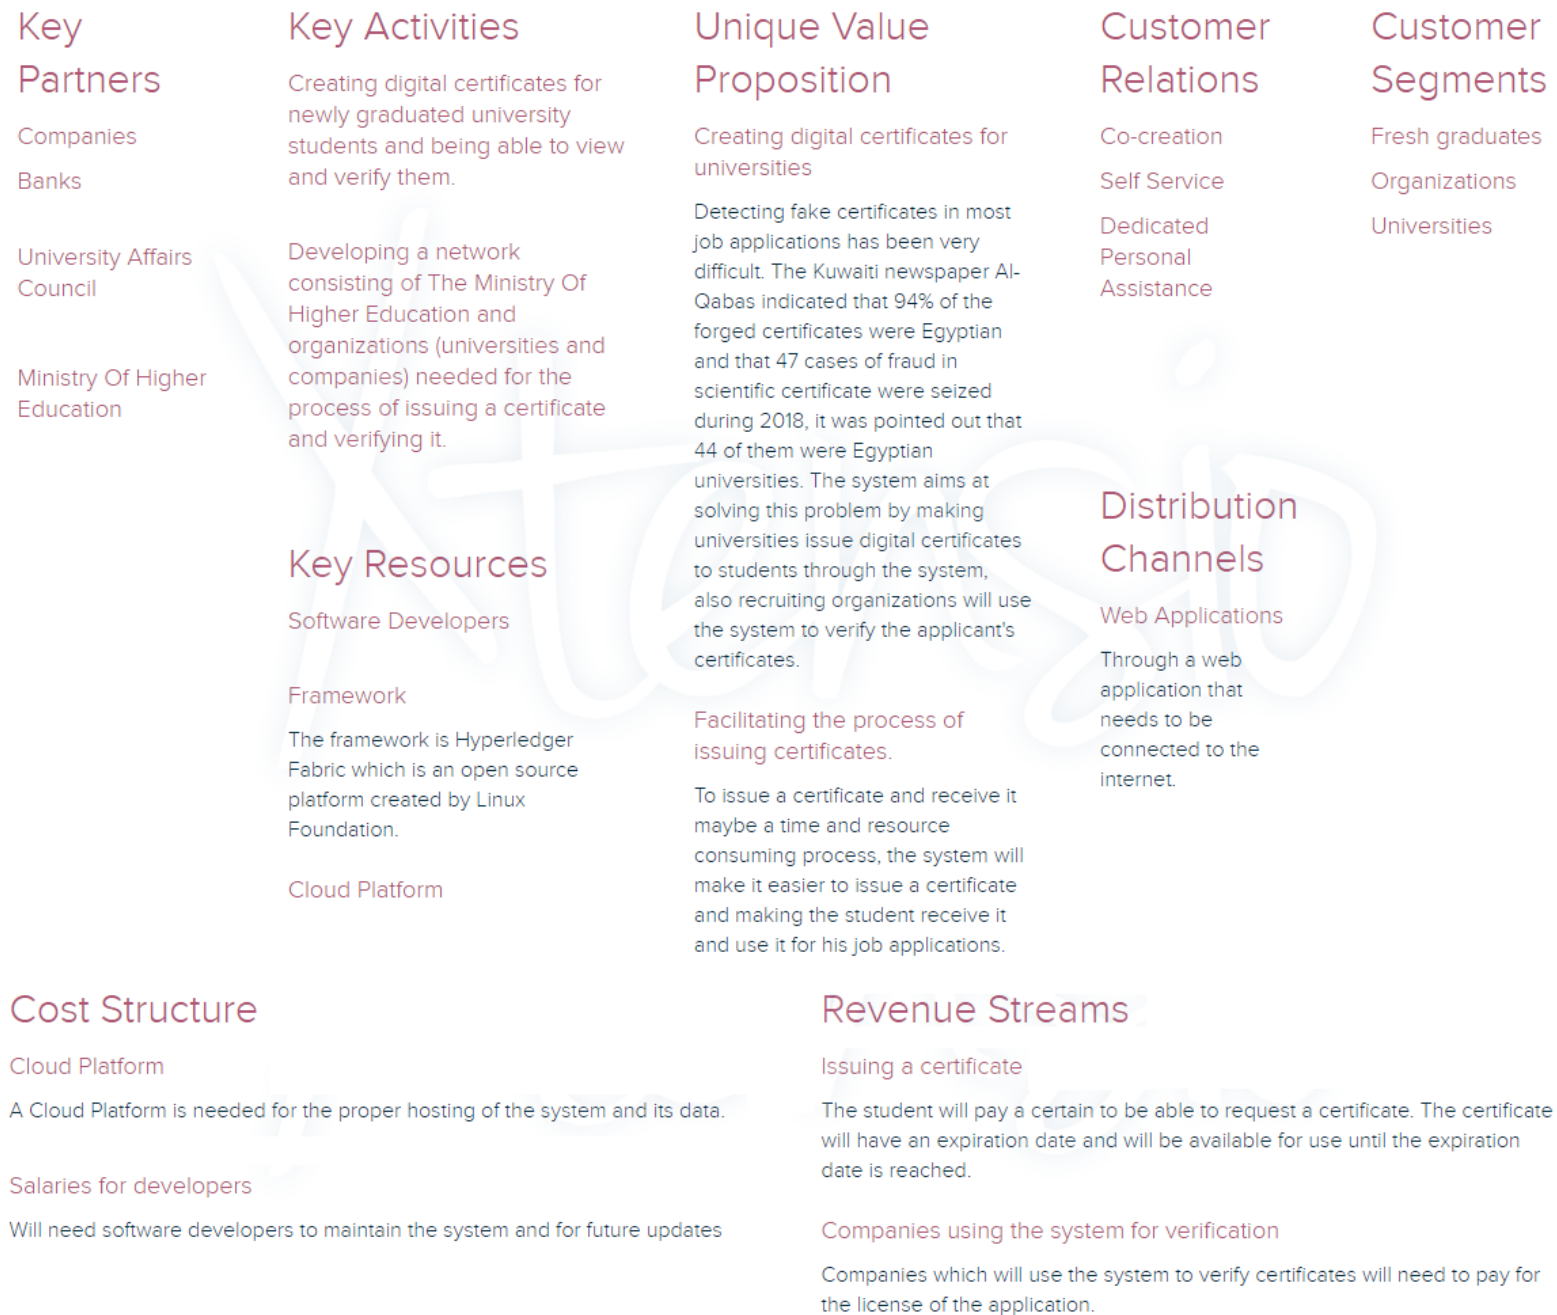 Key
Partners
Companies
Banks
University Affairs
Council
Ministry Of Higher
Education
Key Activities
Creating digital certificates for
newly graduated university
students and being able to view
and verify them.
Developing a network
consisting of The Ministry Of
Higher Education and
organizations (universities and
companies) needed for the
process of issuing a certificate
and verifying it.
Key Resources
Software Developers
Framework
The framework is Hyperledger
Fabric which is an open source
platform created by Linux
Foundation.
Cloud Platform
Unique Value
Proposition
Creating digital certificates for
universities
Detecting fake certificates in most
job applications has been very
difficult. The Kuwaiti newspaper Al-
Qabas indicated that 94% of the
forged certificates were Egyptian
and that 47 cases of fraud in
scientific certificate were seized
during 2018, it was pointed out that
44 of them were Egyptian
universities. The system aims at
solving this problem by making
universities issue digital certificates
to students through the system,
also recruiting organizations will use
the system to verify the applicant's
certificates.
Facilitating the process of
issuing certificates.
To issue a certificate and receive it
maybe a time and resource
consuming process, the system will
make it easier to issue a certificate
and making the student receive it
and use it for his job applications.
Customer
Relations
Co-creation
Self Service
Dedicated
Personal
Assistance
Distribution
Channels
Web Applications
Through a web
application that
needs to be
connected to the
internet.
Customer
Segments
Fresh graduates
Organizations
Universities
Cost Structure
Cloud Platform
A Cloud Platform is needed for the proper hosting of the system and its data.
Salaries for developers
Will need software developers to maintain the system and for future updates
Revenue Streams
Issuing a certificate
The student will pay a certain to be able to request a certificate. The certificate
will have an expiration date and will be available for use until the expiration
date is reached.
Companies using the system for verification
Companies which will use the system to verify certificates will need to pay for
the license of the application.
Xtensio